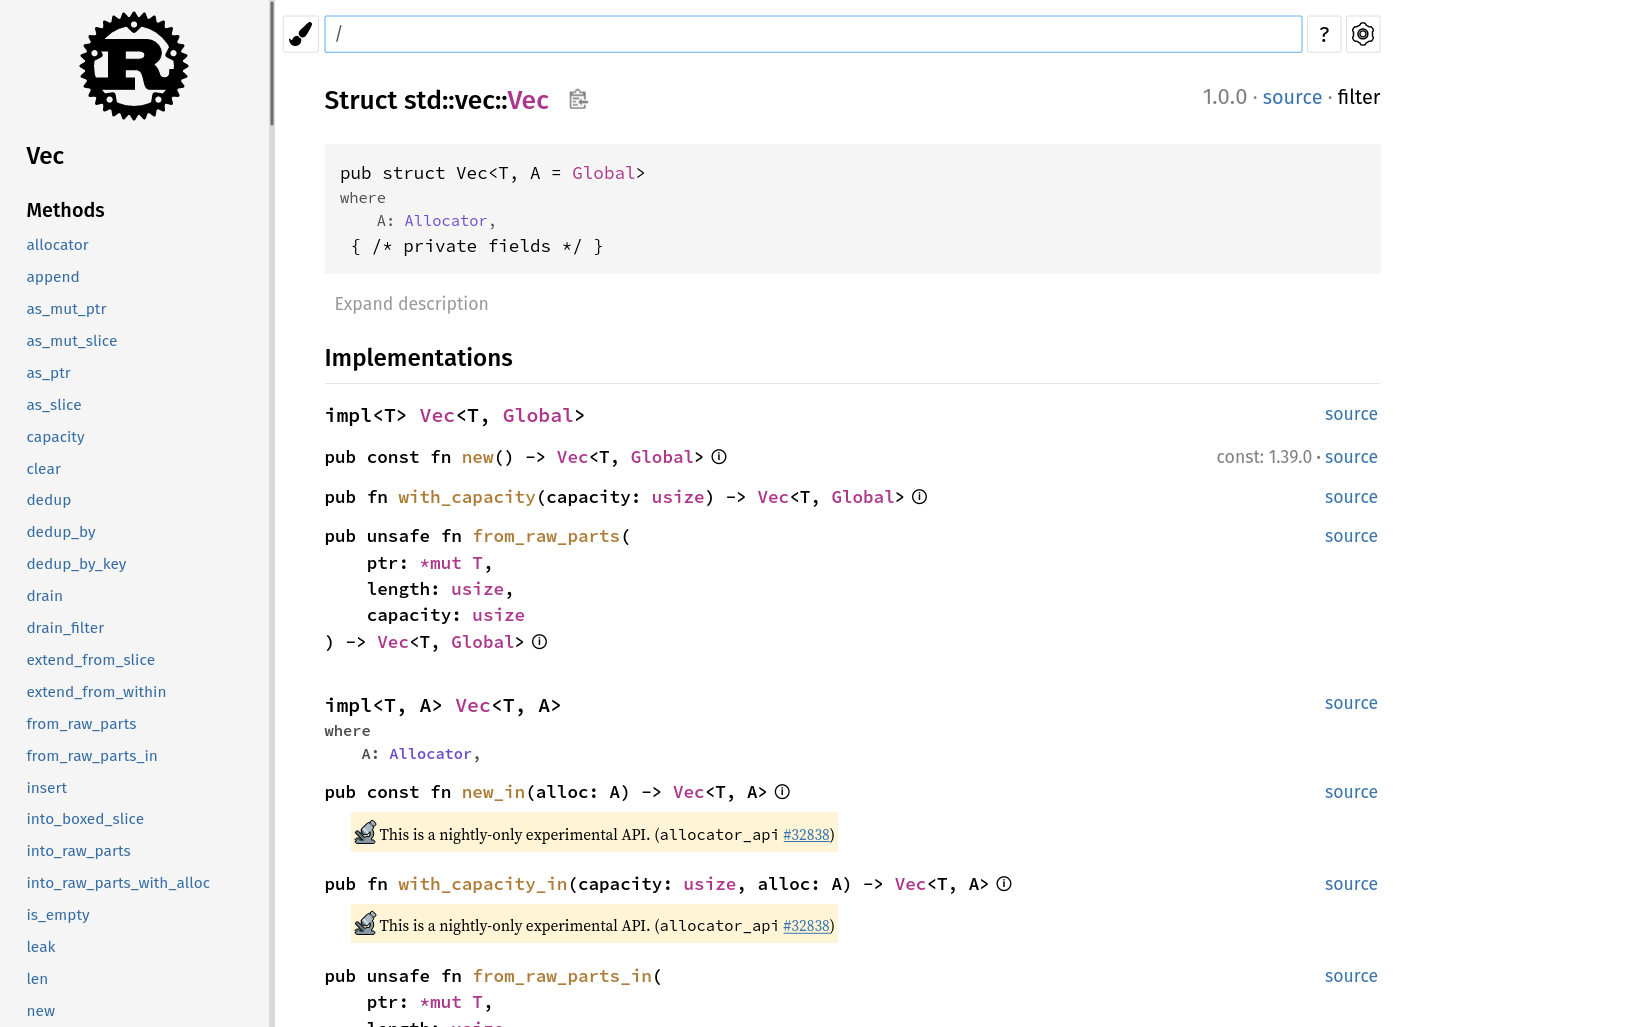 R
Vec
Methods
allocator
append
as_mut_ptr
as_mut_slice
as_ptr
as_slice
capacity
clear
dedup
dedup_by
dedup_by_key
drain
drain_filter
extend_from_slice
extend_from_within
from_raw_parts
from_raw_parts_in
insert
into_boxed_slice
into_raw_parts
into_raw_parts_with_alloc
is_empty
leak
len
new
/
?
Struct std::vec::Vec
1.0.0 · source · filter
pub struct Vec<T, A = Global>
where
    A: Allocator,
 { /* private fields */ }
Expand description
Implementations
impl<T> Vec<T, Global> source
pub const fn new() -> Vec<T, Global> ⓘ const: 1.39.0 · source
pub fn with_capacity(capacity: usize) -> Vec<T, Global> ⓘ source
pub unsafe fn from_raw_parts( source
    ptr: *mut T,
    length: usize,
    capacity: usize
) -> Vec<T, Global> ⓘ
impl<T, A> Vec<T, A> source
where
    A: Allocator,
pub const fn new_in(alloc: A) -> Vec<T, A> ⓘ source
This is a nightly-only experimental API. (allocator_api #32838)
pub fn with_capacity_in(capacity: usize, alloc: A) -> Vec<T, A> ⓘ source
This is a nightly-only experimental API. (allocator_api #32838)
pub unsafe fn from_raw_parts_in( source
    ptr: *mut T,
    length: usize,